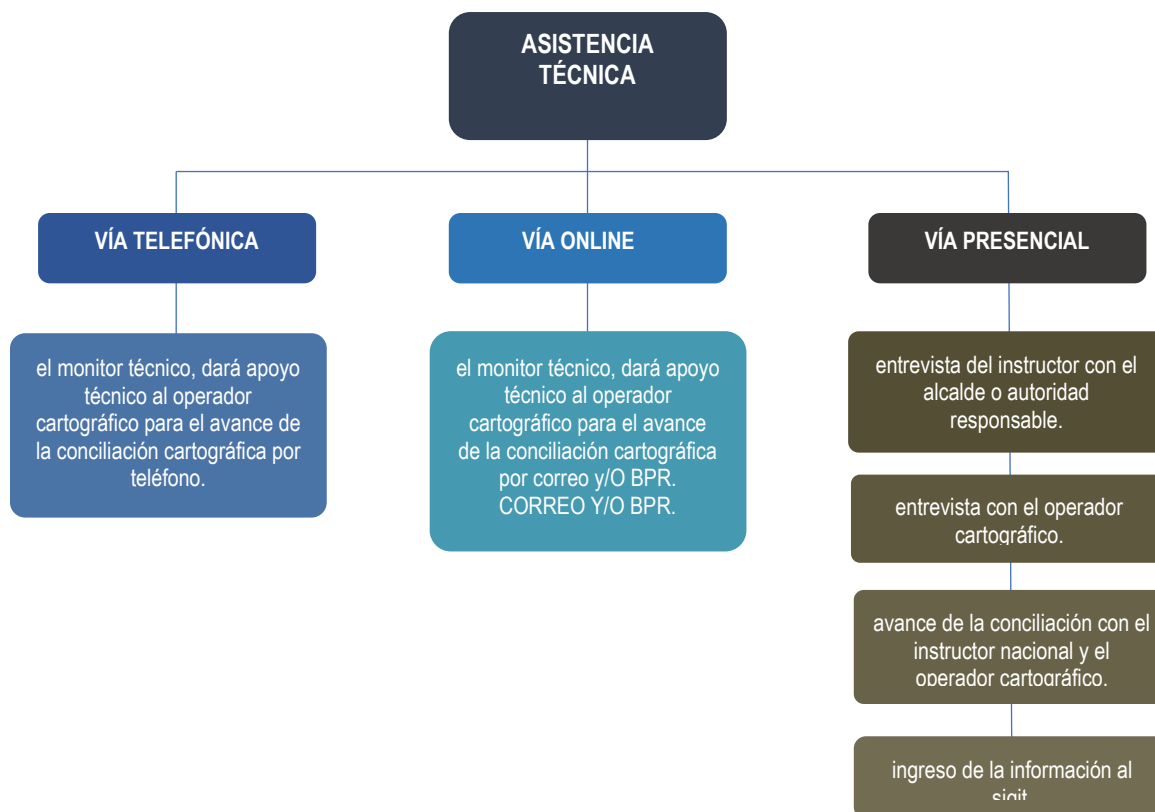 ASISTENCIA
TÉCNICA
VÍA TELEFÓNICA
el monitor técnico, dará apoyo
técnico al operador
cartográfico para el avance de
la conciliación cartográfica por
teléfono.
VÍA ONLINE
el monitor técnico, dará apoyo
técnico al operador
cartográfico para el avance
de la conciliación cartográfica
por correo y/O BPR.
CORREO Y/O BPR.
VÍA PRESENCIAL
entrevista del instructor con el
alcalde o autoridad
responsable.
entrevista con el operador
cartográfico.
avance de la conciliación con el
instructor nacional y el
operador cartográfico.
ingreso de la información al
sigit